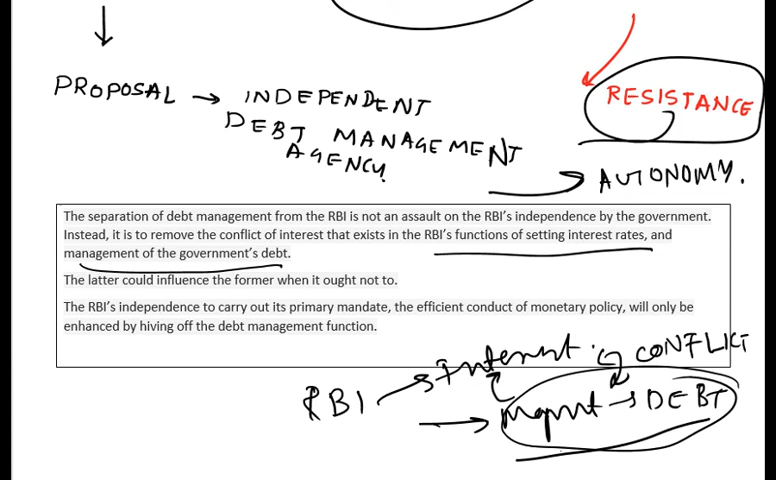 PROPOSAL → INDEPENDENT
DEBT MANAGEMENT
AGENCY
RESISTANCE
→ AUTONOMY.
The separation of debt management from the RBI is not an assault on the RBI's independence by the government.
Instead, it is to remove the conflict of interest that exists in the RBI's functions of setting interest rates, and
management of the government's debt.
The latter could influence the former when it ought not to.
The RBI's independence to carry out its primary mandate, the efficient conduct of monetary policy, will only be
enhanced by hiving off the debt management function.
RBI → Interest CONFLICT
→ Mgmnt → DEBT